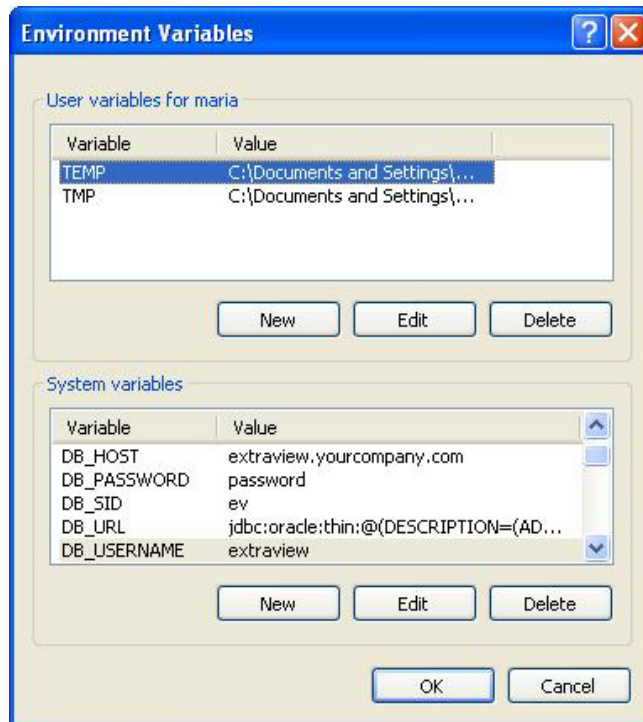 Environment Variables
User variables for maria
Variable Value
TEMP C:\Documents and Settings\...
TMP C:\Documents and Settings\...
New Edit Delete
System variables
Variable Value
DB_HOST extraview.yourcompany.com
DB_PASSWORD password
DB_SID ev
DB_URL jdbc:oracle:thin:@(DESCRIPTION=(AD...
DB_USERNAME extraview
New Edit Delete
OK Cancel